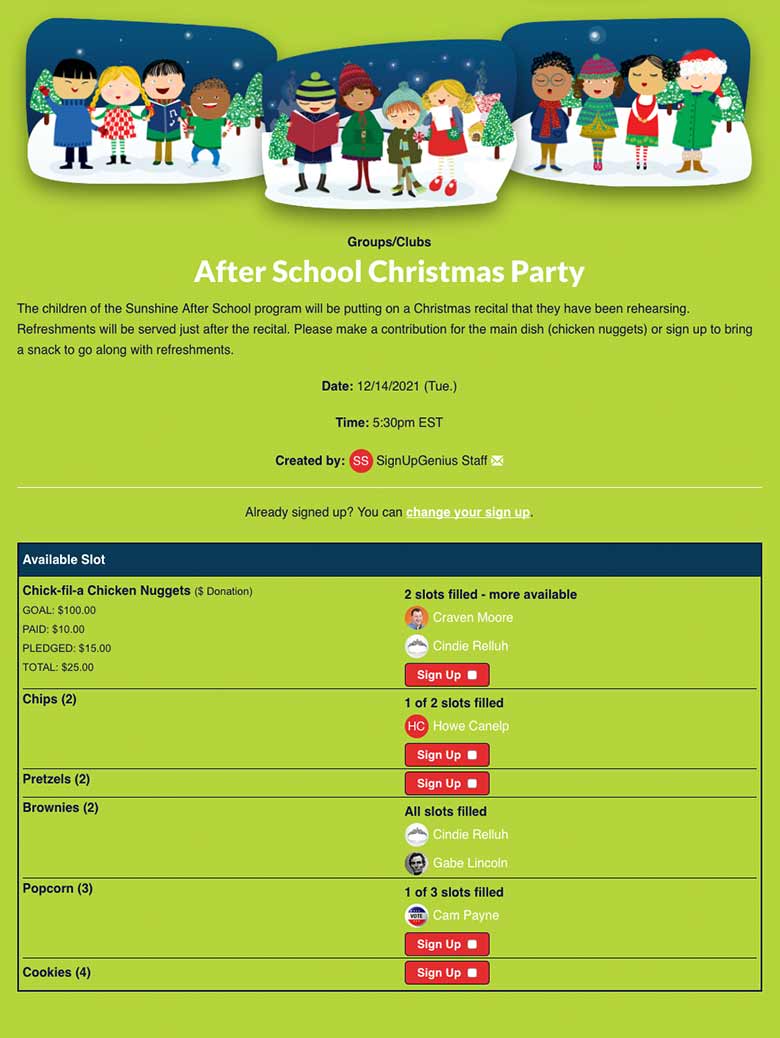 Groups/Clubs
After School Christmas Party
The children of the Sunshine After School program will be putting on a Christmas recital that they have been rehearsing.
Refreshments will be served just after the recital. Please make a contribution for the main dish (chicken nuggets) or sign up to bring
a snack to go along with refreshments.
Date: 12/14/2021 (Tue.)
Time: 5:30pm EST
Created by: SS SignUpGenius Staff
Already signed up? You can change your sign up.
Available Slot
Chick-fil-a Chicken Nuggets ($ Donation)
GOAL: $100.00
PAID: $10.00
PLEDGED: $15.00
TOTAL: $25.00
2 slots filled - more available
Craven Moore
Cindie Relluh
Sign Up
Chips (2)
1 of 2 slots filled
HC Howe Canelp
Sign Up
Pretzels (2)
Sign Up
Brownies (2)
All slots filled
Cindie Relluh
Gabe Lincoln
Popcorn (3)
1 of 3 slots filled
VOTE Cam Payne
Sign Up
Cookies (4)
Sign Up